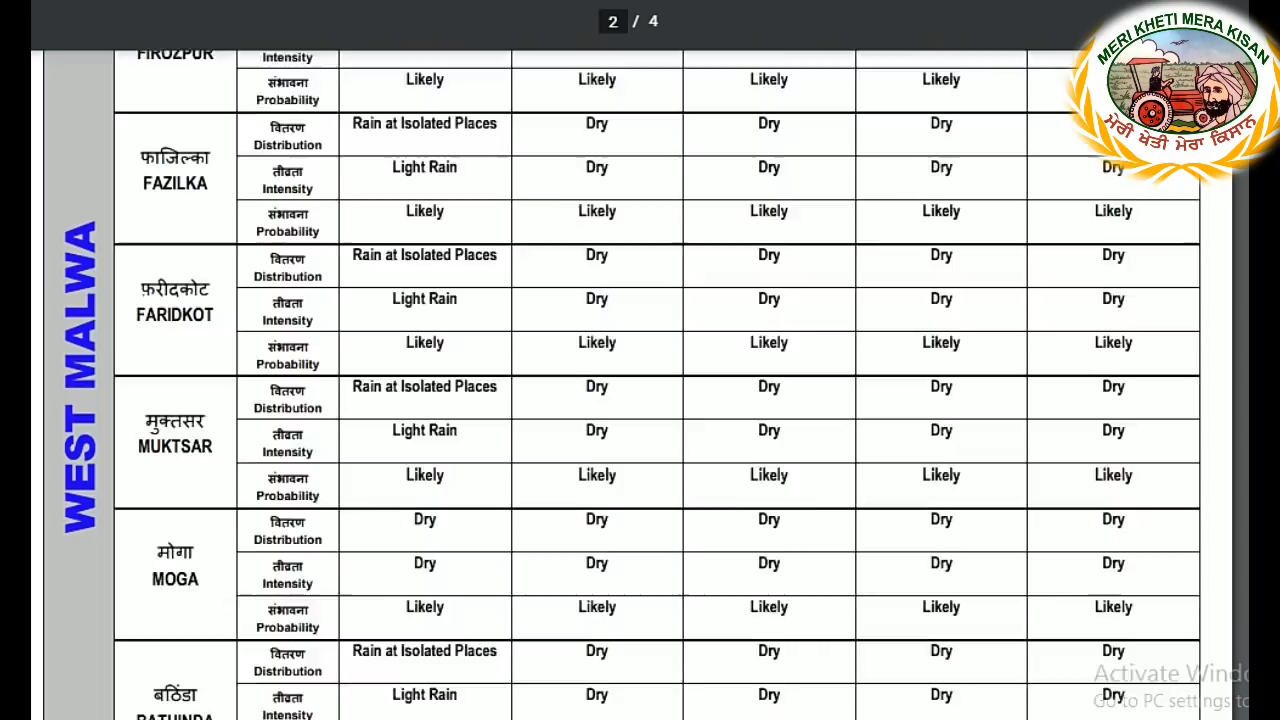 2 / 4
MERI KHETI MERA KISAN
ਮੇਰੀ ਖੇਤੀ ਮੇਰਾ ਕਿਸਾਨ
WEST MALWA
FIROZPUR
Intensity
संभावना Likely Likely Likely Likely
Probability
फाजिल्का
FAZILKA
वितरण Rain at Isolated Places Dry Dry Dry
Distribution
तीव्रता Light Rain Dry Dry Dry Dry
Intensity
संभावना Likely Likely Likely Likely Likely
Probability
फ़रीदकोट
FARIDKOT
वितरण Rain at Isolated Places Dry Dry Dry Dry
Distribution
तीव्रता Light Rain Dry Dry Dry Dry
Intensity
संभावना Likely Likely Likely Likely Likely
Probability
मुक्तसर
MUKTSAR
वितरण Rain at Isolated Places Dry Dry Dry Dry
Distribution
तीव्रता Light Rain Dry Dry Dry Dry
Intensity
संभावना Likely Likely Likely Likely Likely
Probability
मोगा
MOGA
वितरण Dry Dry Dry Dry Dry
Distribution
तीव्रता Dry Dry Dry Dry Dry
Intensity
संभावना Likely Likely Likely Likely Likely
Probability
बठिंडा
BATHINDA
वितरण Rain at Isolated Places Dry Dry Dry Dry
Distribution
तीव्रता Light Rain Dry Dry Dry Dry
Intensity
Activate Windo
Go to PC settings to